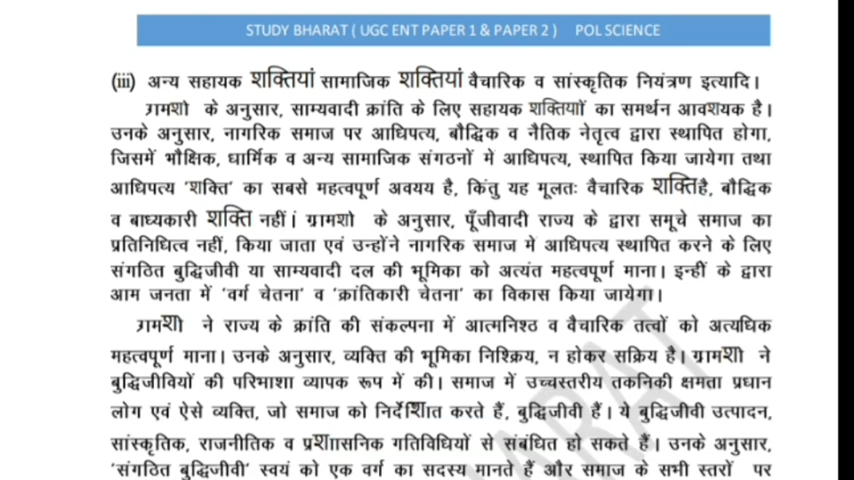 STUDY BHARAT ( UGC ENT PAPER 1 & PAPER 2 ) POL SCIENCE
(iii) अन्य सहायक शक्तियां सामाजिक शक्तियां वैचारिक व सांस्कृतिक नियंत्रण इत्यादि।
ग्रामशो के अनुसार, साम्यवादी क्रांति के लिए सहायक शक्तियाों का समर्थन आवशयक है।
उनके अनुसार, नागरिक समाज पर आधिपत्य, बौद्धिक व नैतिक नेतृत्व द्वारा स्थापित होगा,
जिसमें भौक्षिक, धार्मिक व अन्य सामाजिक संगठनों में आधिपत्य, स्थापित किया जायेगा तथा
आधिपत्य 'शक्ति' का सबसे महत्वपूर्ण अवयय है, किंतु यह मूलतः वैचारिक शक्तिहै, बौद्धिक
व बाध्यकारी शक्ति नहीं। ग्रामशो के अनुसार, पूँजीवादी राज्य के द्वारा समूचे समाज का
प्रतिनिधित्व नहीं, किया जाता एवं उन्होंने नागरिक समाज मे आधिपत्य स्थापित करने के लिए
संगठित बुद्धिजीवी या साम्यवादी दल की भूमिका को अत्यंत महत्वपूर्ण माना। इन्हीं के द्वारा
आम जनता में 'वर्ग चेतना' व 'क्रांतिकारी चेतना' का विकास किया जायेगा।
ग्रामशो ने राज्य के क्रांति की संकल्पना में आत्मनिश्ठ व वैचारिक तत्वों को अत्यधिक
महत्वपूर्ण माना। उनके अनुसार, व्यक्ति की भूमिका निश्क्रिय, न होकर सक्रिय है। ग्रामशो ने
बुद्धिजीवियों की परिभाशा व्यापक रूप में की। समाज में उच्चस्तरीय तकनिकी क्षमता प्रधान
लोग एवं ऐसे व्यक्ति, जो समाज को निर्देशिात करते हैं, बुद्धिजीवी हैं। ये बुद्धिजीवी उत्पादन,
सांस्कृतिक, राजनीतिक व प्रशाासनिक गतिविधियों से संबंधित हो सकते हैं। उनके अनुसार,
'संगठित बुद्धिजीवी' स्वयं को एक वर्ग का सदस्य मानते हैं और समाज के सभी स्तरों पर